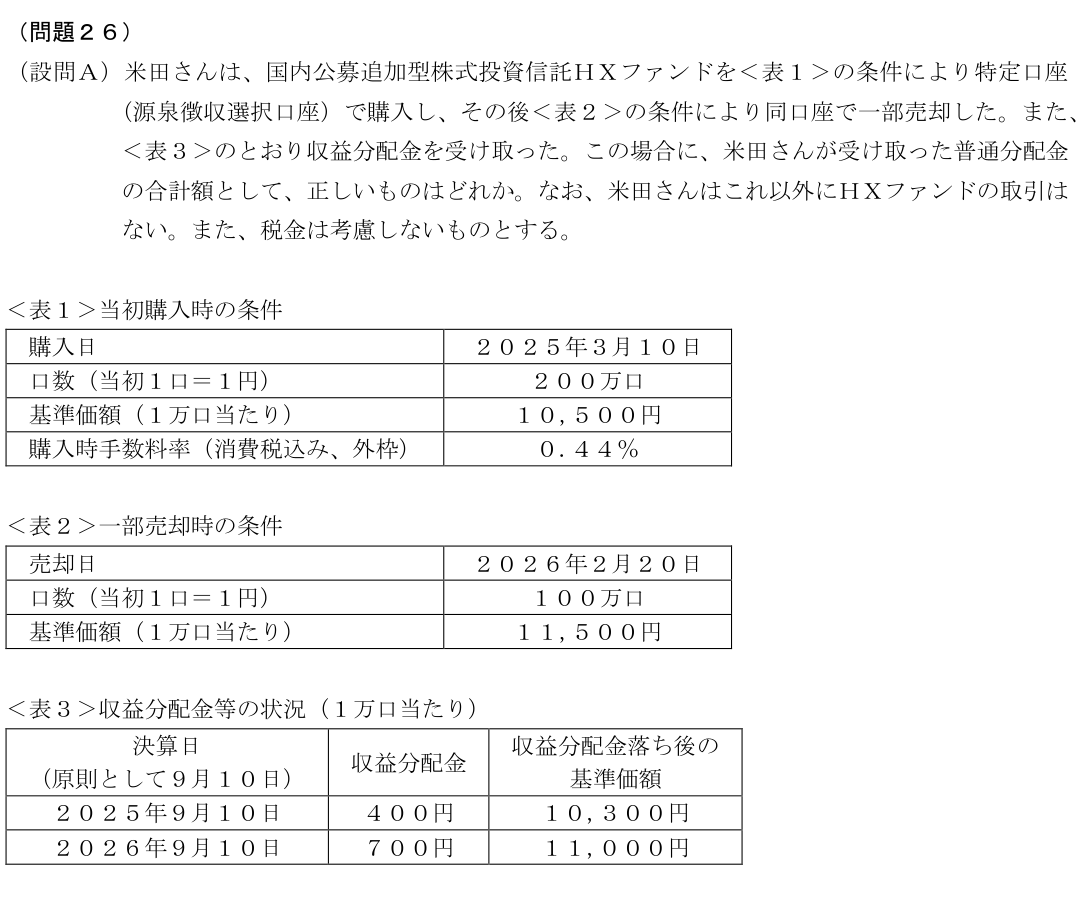 （問題２６）
（設問Ａ）米田さんは、国内公募追加型株式投資信託ＨＸファンドを＜表１＞の条件により特定口座
（源泉徴収選択口座）で購入し、その後＜表２＞の条件により同口座で一部売却した。また、
＜表３＞のとおり収益分配金を受け取った。この場合に、米田さんが受け取った普通分配金
の合計額として、正しいものはどれか。なお、米田さんはこれ以外にＨＸファンドの取引は
ない。また、税金は考慮しないものとする。
＜表１＞当初購入時の条件
購入日 ２０２５年３月１０日
口数（当初１口＝１円） ２００万口
基準価額（１万口当たり） １０，５００円
購入時手数料率（消費税込み、外枠） ０．４４％
＜表２＞一部売却時の条件
売却日 ２０２６年２月２０日
口数（当初１口＝１円） １００万口
基準価額（１万口当たり） １１，５００円
＜表３＞収益分配金等の状況（１万口当たり）
決算日
（原則として９月１０日） 収益分配金 収益分配金落ち後の
基準価額
２０２５年９月１０日 ４００円 １０，３００円
２０２６年９月１０日 ７００円 １１，０００円